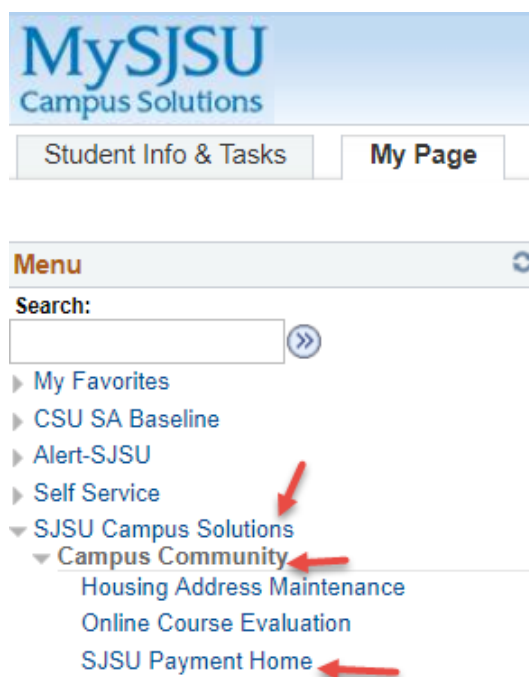 MySJSU
Campus Solutions
Student Info & Tasks My Page
Menu
Search:
My Favorites
CSU SA Baseline
Alert-SJSU
Self Service
SJSU Campus Solutions
Campus Community
Housing Address Maintenance
Online Course Evaluation
SJSU Payment Home